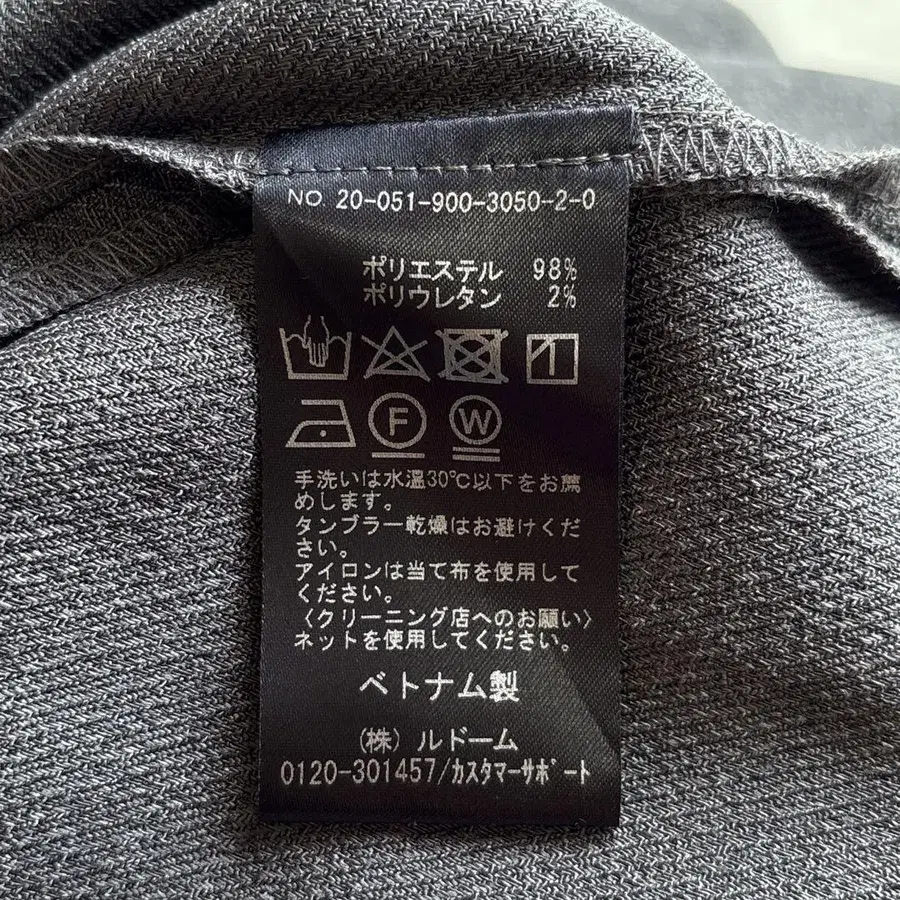 NO 20-051-900-3050-2-0
ポリエステル 98%
ポリウレタン 2%
F W
手洗いは水温30℃以下をお薦
めします。
タンブラー乾燥はお避けくだ
さい。
アイロンは当て布を使用して
ください。
〈クリーニング店へのお願い〉
ネットを使用してください。
ベトナム製
(株) ルドーム
0120-301457/カスタマーサポート